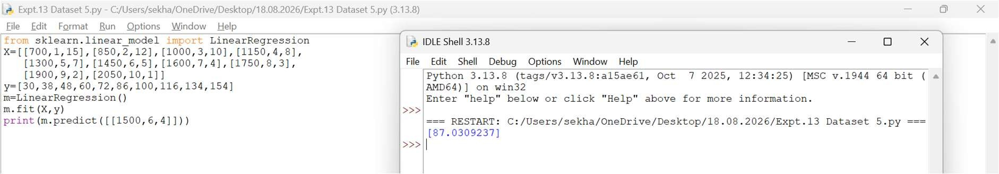 Expt.13 Dataset 5.py - C:/Users/sekha/OneDrive/Desktop/18.08.2026/Expt.13 Dataset 5.py (3.13.8)
File Edit Format Run Options Window Help
from sklearn.linear_model import LinearRegression
X=[[700,1,15],[850,2,12],[1000,3,10],[1150,4,8],
[1300,5,7],[1450,6,5],[1600,7,4],[1750,8,3],
[1900,9,2],[2050,10,1]]
y=[30,38,48,60,72,86,100,116,134,154]
m=LinearRegression()
m.fit(X,y)
print(m.predict([[1500,6,4]]))
IDLE Shell 3.13.8
File Edit Shell Debug Options Window Help
Python 3.13.8 (tags/v3.13.8:a15ae61, Oct 7 2025, 12:34:25) [MSC v.1944 64 bit (
AMD64)] on win32
Enter "help" below or click "Help" above for more information.
>>>
=== RESTART: C:/Users/sekha/OneDrive/Desktop/18.08.2026/Expt.13 Dataset 5.py ===
[87.0309237]
>>>